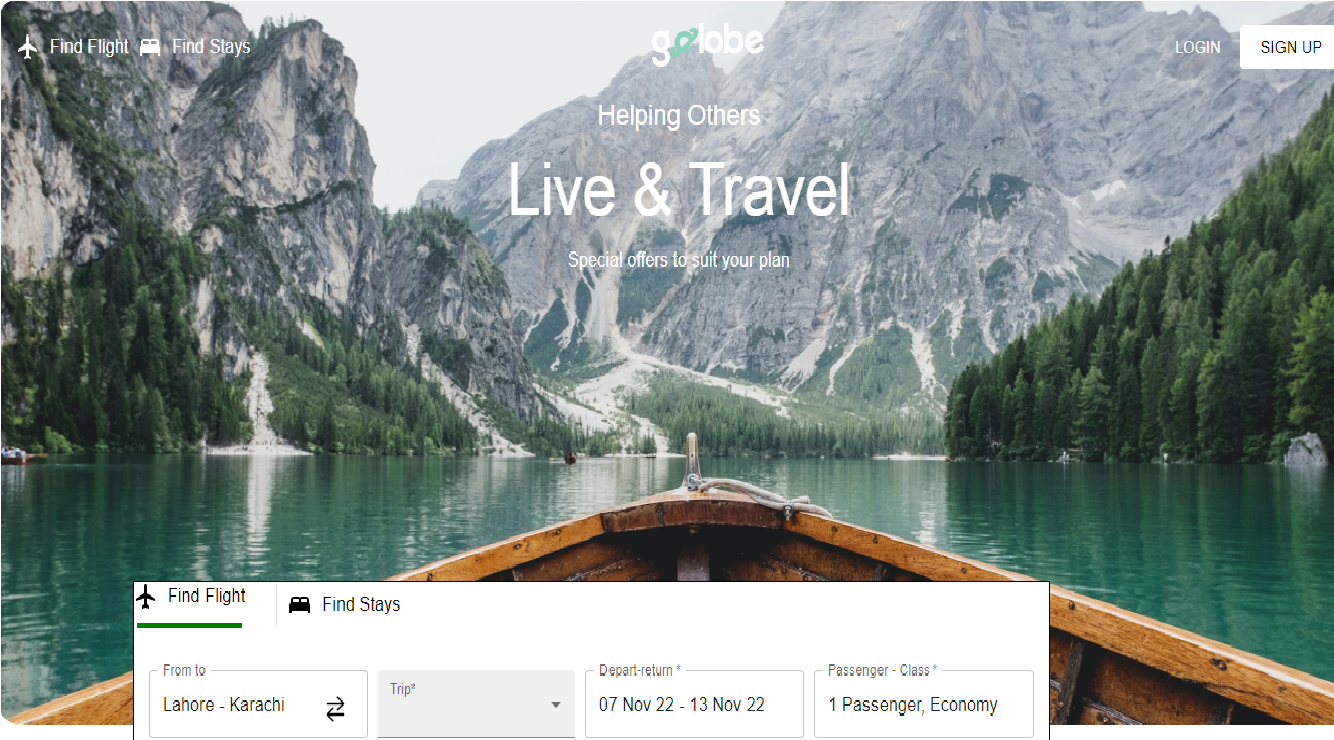 Find Flight Find Stays golobe LOGIN SIGN UP
Helping Others
Live & Travel
Special offers to suit your plan
Find Flight Find Stays
From to Depart-return * Passenger - Class *
Trip*
Lahore - Karachi 07 Nov 22 - 13 Nov 22 1 Passenger, Economy